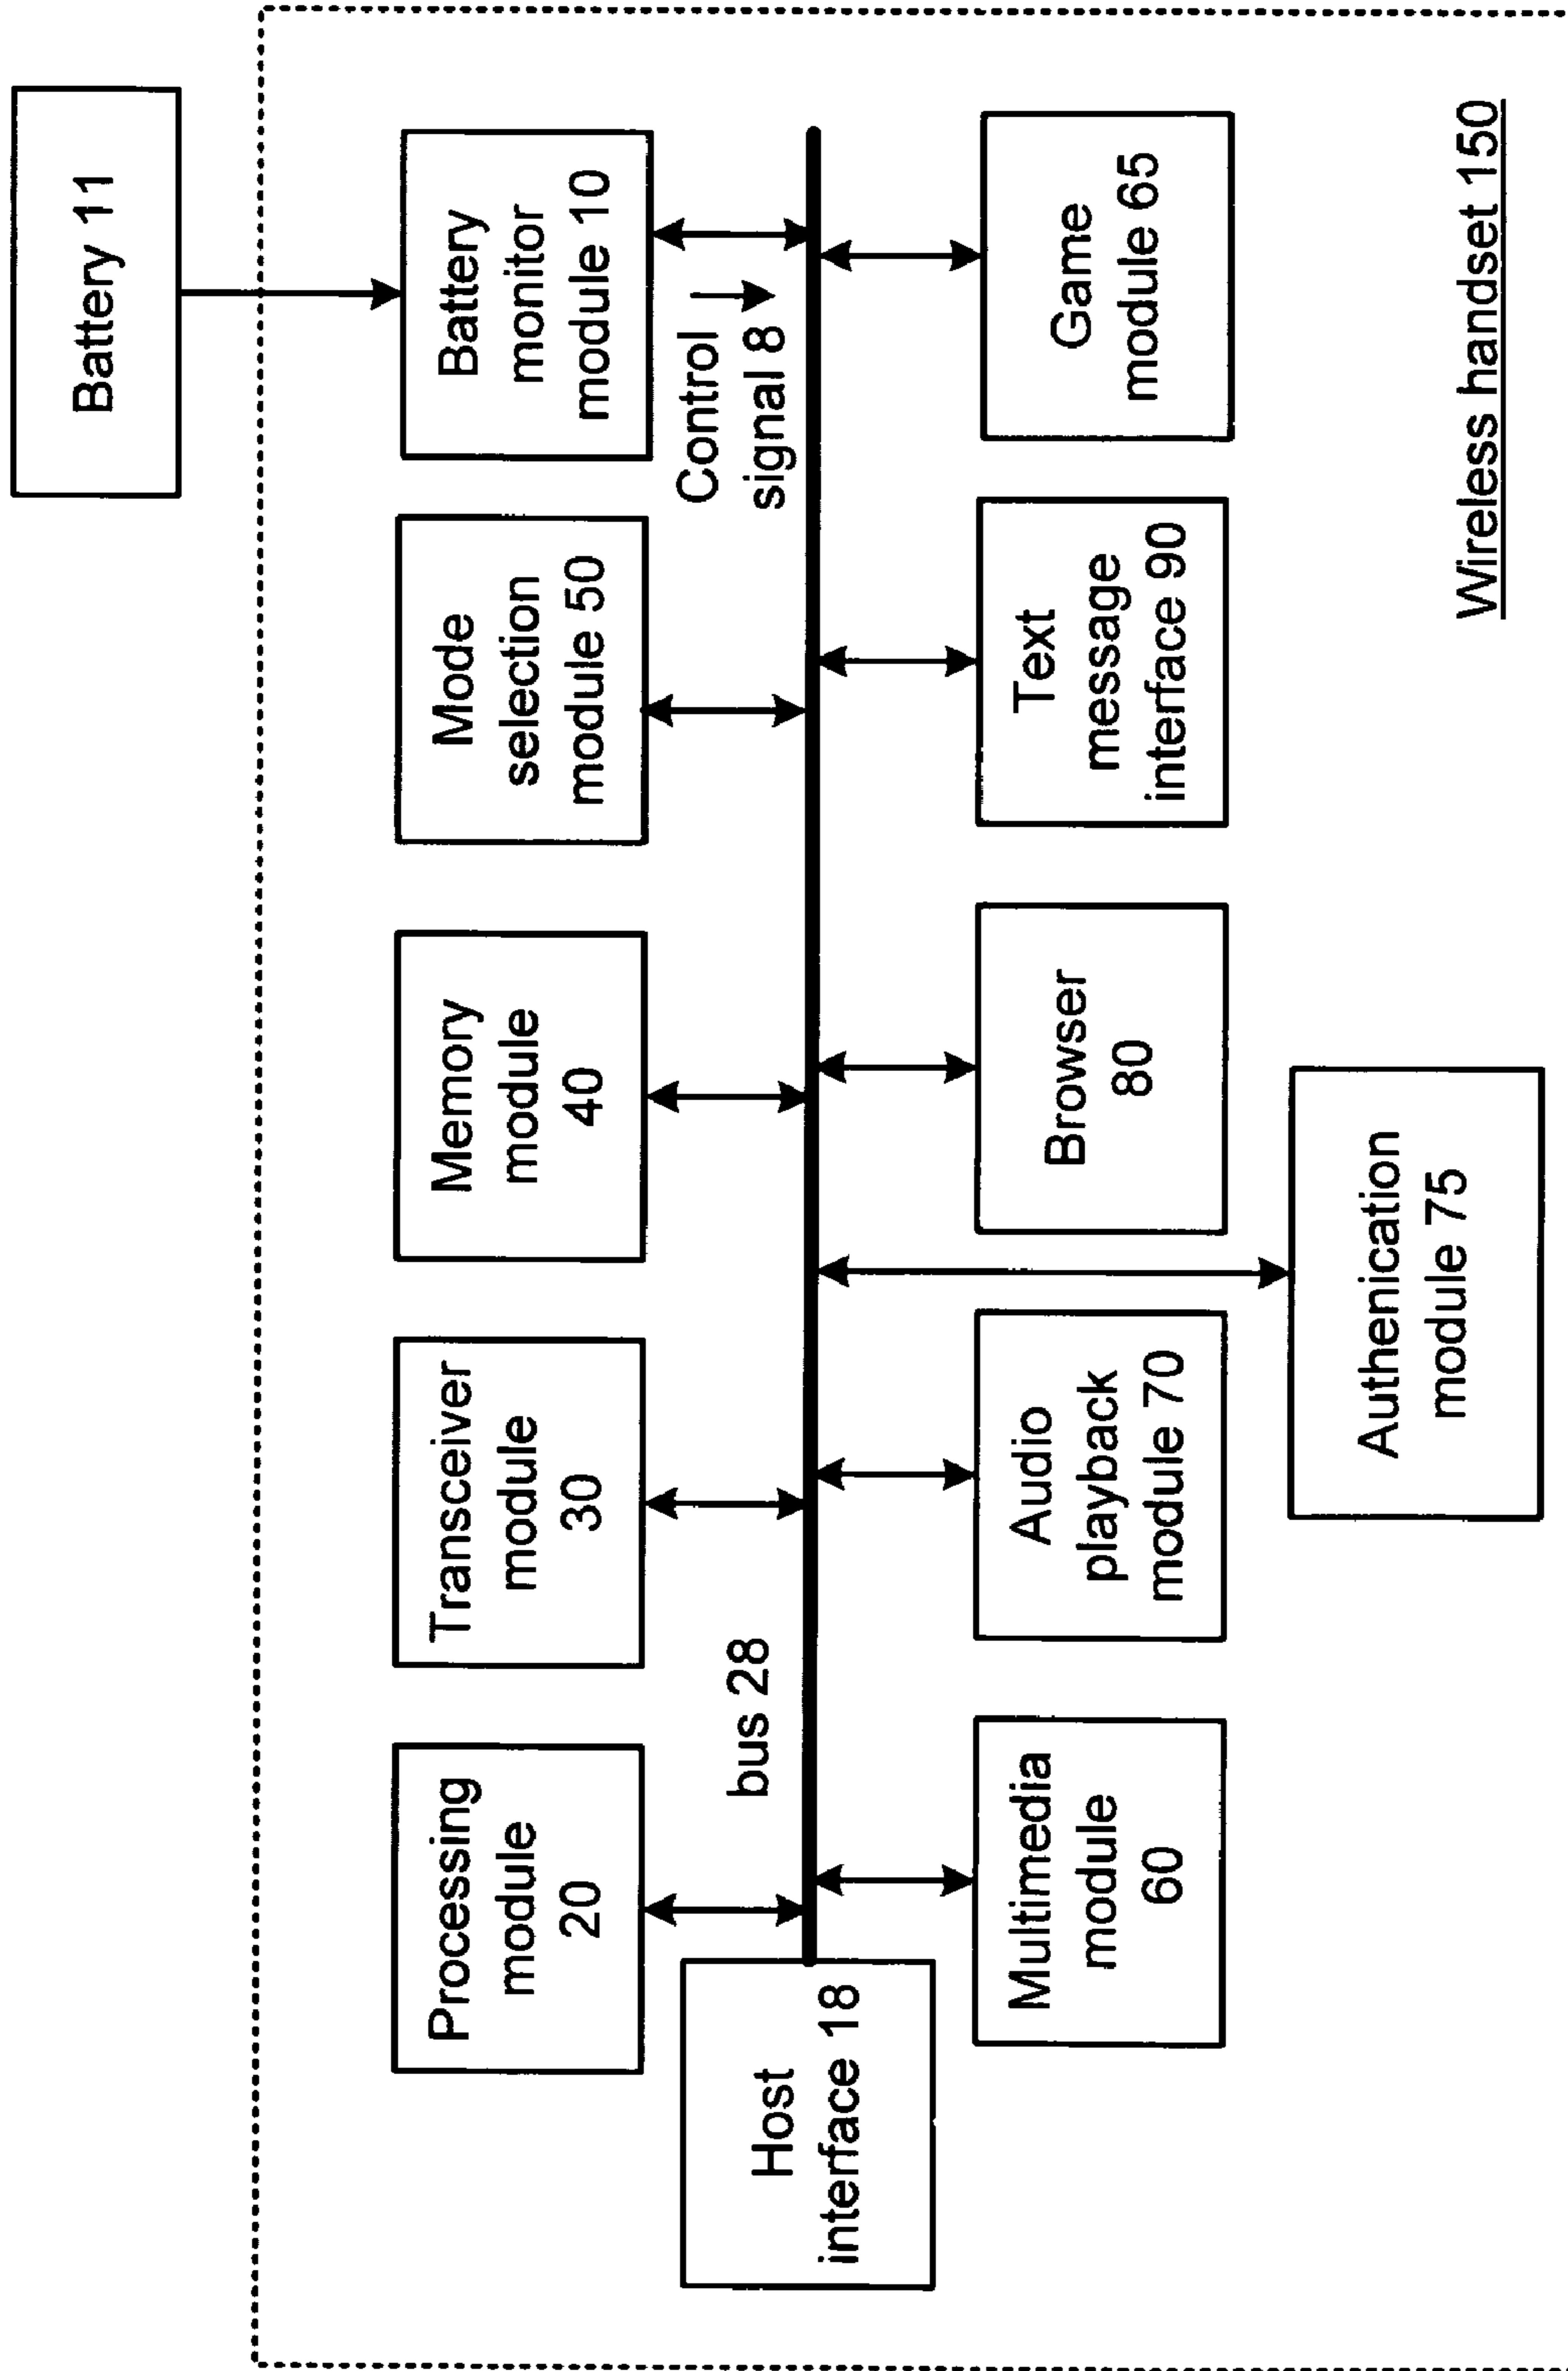 Battery 11
Processing
module
20
Transceiver
module
30
Memory
module
40
Mode
selection
module 50
Battery
monitor
module 10
Control
signal 8
bus 28
Host
interface 18
Multimedia
module
60
Audio
playback
module 70
Browser
80
Text
message
interface 90
Game
module 65
Authenication
module 75
Wireless handset 150